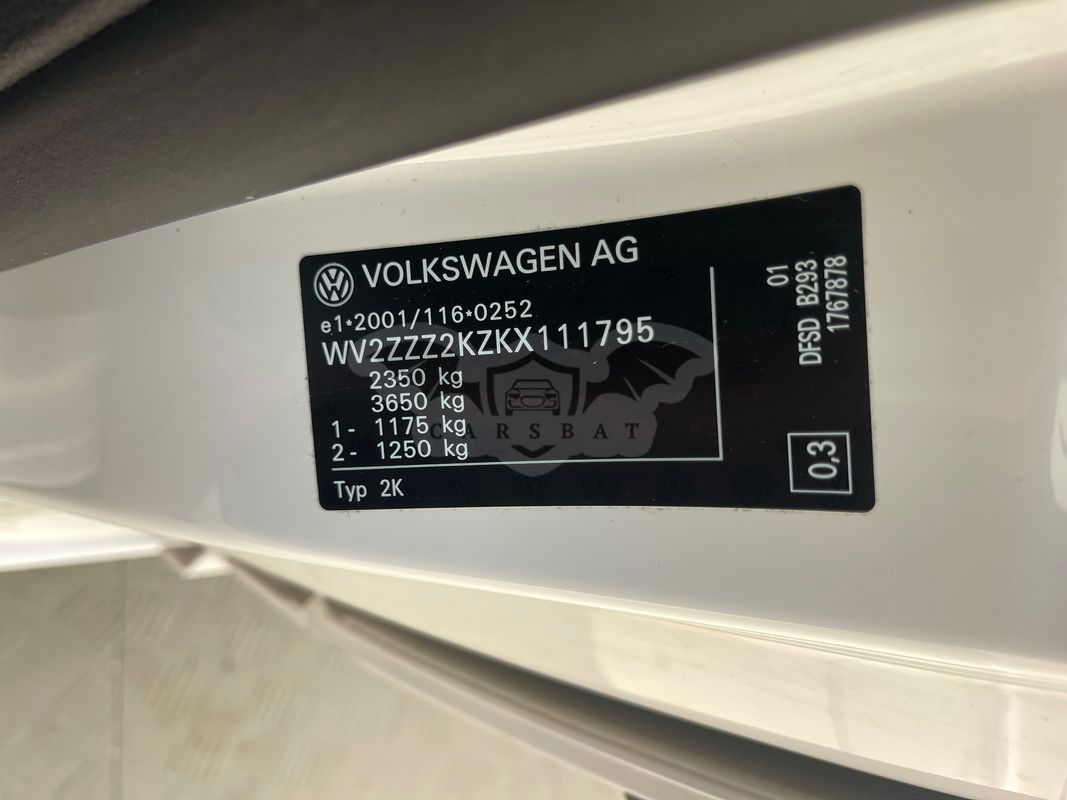 VOLKSWAGEN AG
e1*2001/116*0252
WV2ZZZ2KZKX111795
2350 kg
3650 kg
1- 1175 kg
2- 1250 kg
Typ 2K
01
DFSD B293
1767878
0,3
CARSBAT